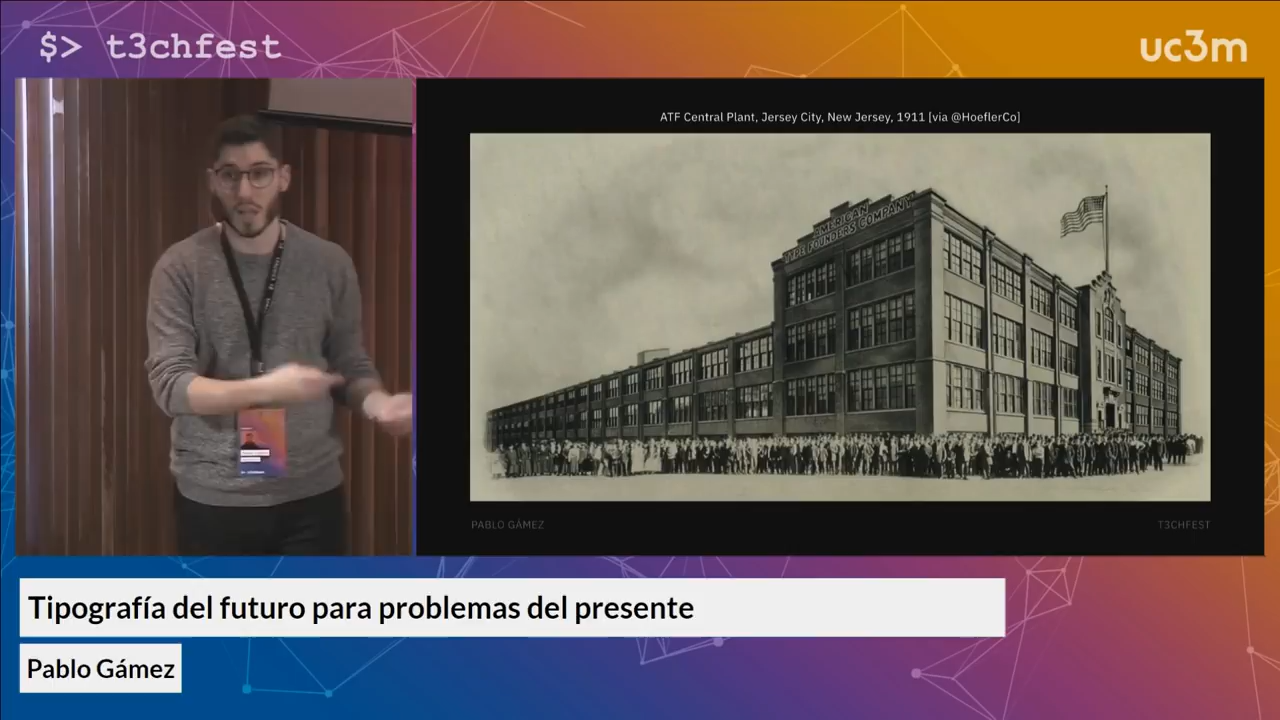 $> t3chfest
uc3m
ATF Central Plant, Jersey City, New Jersey, 1911 [via @HoeflerCo]
AMERICAN
TYPE FOUNDERS COMPANY
PABLO GÁMEZ
T3CHFEST
Tipografía del futuro para problemas del presente
Pablo Gámez